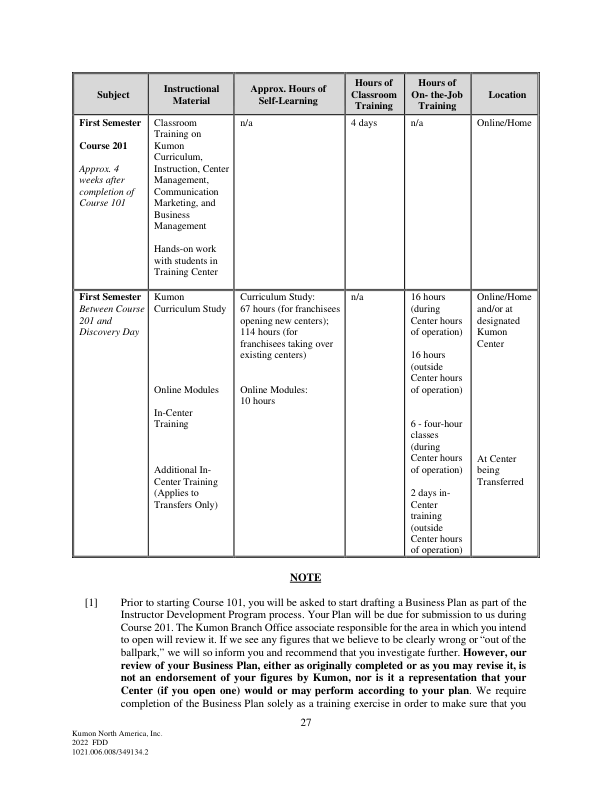 Subject
Instructional
Material
Approx. Hours of
Self-Learning
Hours of
Classroom
Training
Hours of
On- the-Job
Training
Location
First Semester
Course 201
Approx. 4
weeks after
completion of
Course 101
Classroom
Training on
Kumon
Curriculum,
Instruction, Center
Management,
Communication
Marketing, and
Business
Management
Hands-on work
with students in
Training Center
n/a
4 days
n/a
Online/Home
First Semester
Between Course
201 and
Discovery Day
Kumon
Curriculum Study
Online Modules
In-Center
Training
Additional In-
Center Training
(Applies to
Transfers Only)
Curriculum Study:
67 hours (for franchisees
opening new centers);
114 hours (for
franchisees taking over
existing centers)
Online Modules:
10 hours
n/a
16 hours
(during
Center hours
of operation)
16 hours
(outside
Center hours
of operation)
6 - four-hour
classes
(during
Center hours
of operation)
2 days in-
Center
training
(outside
Center hours
of operation)
Online/Home
and/or at
designated
Kumon
Center
At Center
being
Transferred
NOTE
[1] Prior to starting Course 101, you will be asked to start drafting a Business Plan as part of the
Instructor Development Program process. Your Plan will be due for submission to us during
Course 201. The Kumon Branch Office associate responsible for the area in which you intend
to open will review it. If we see any figures that we believe to be clearly wrong or “out of the
ballpark,” we will so inform you and recommend that you investigate further. However, our
review of your Business Plan, either as originally completed or as you may revise it, is
not an endorsement of your figures by Kumon, nor is it a representation that your
Center (if you open one) would or may perform according to your plan. We require
completion of the Business Plan solely as a training exercise in order to make sure that you
27
Kumon North America, Inc.
2022 FDD
1021.006.008/349134.2